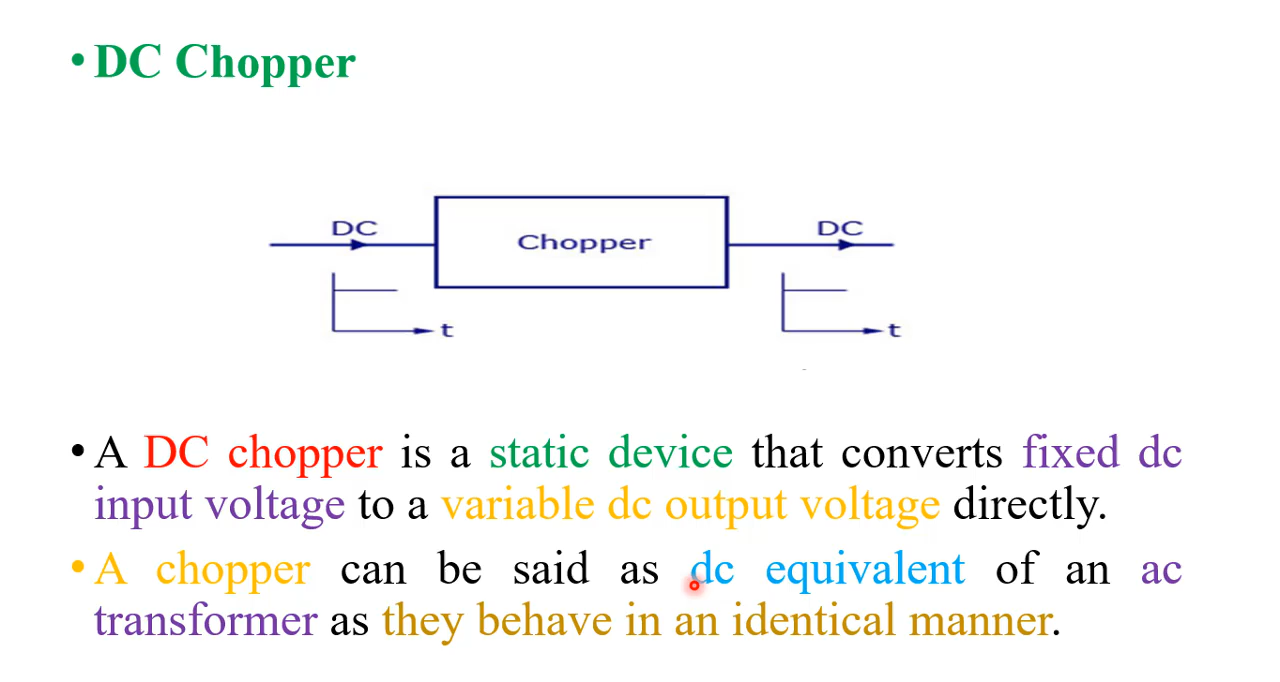 • DC Chopper
DC
Chopper
DC
t
t
• A DC chopper is a static device that converts fixed dc
input voltage to a variable dc output voltage directly.
• A chopper can be said as dc equivalent of an ac
transformer as they behave in an identical manner.